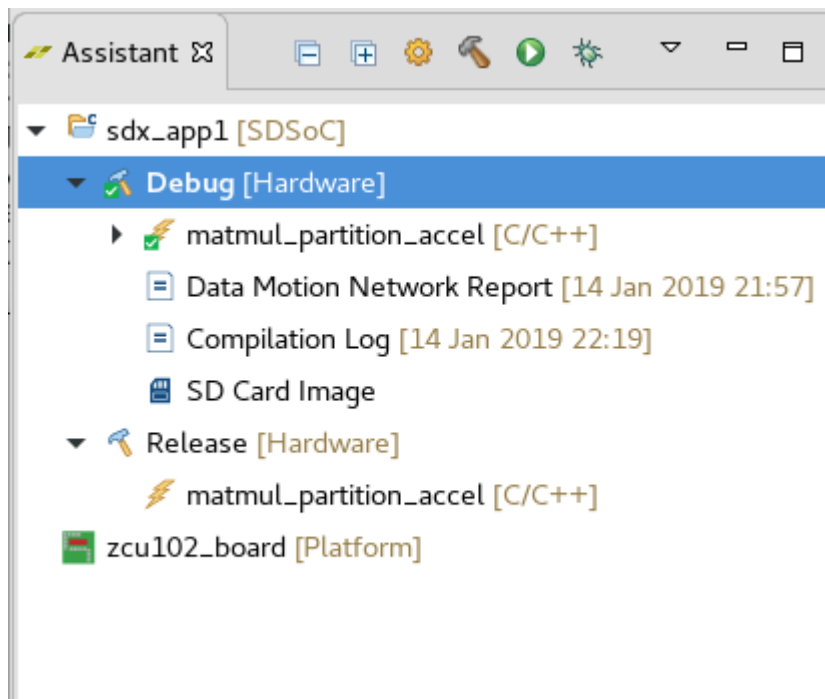 Assistant
sdx_app1 [SDSoC]
Debug [Hardware]
matmul_partition_accel [C/C++]
Data Motion Network Report [14 Jan 2019 21:57]
Compilation Log [14 Jan 2019 22:19]
SD Card Image
Release [Hardware]
matmul_partition_accel [C/C++]
zcu102_board [Platform]